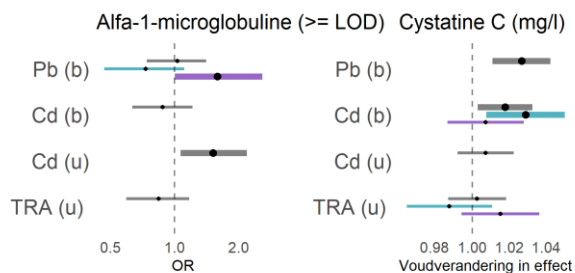 Alfa-1-microglobuline (>= LOD)
Pb (b)
Cd (b)
Cd (u)
TRA (u)
0.5 1.0 2.0
OR
Cystatine C (mg/l)
Pb (b)
Cd (b)
Cd (u)
TRA (u)
0.98 1.00 1.02 1.04
Voudverandering in effect